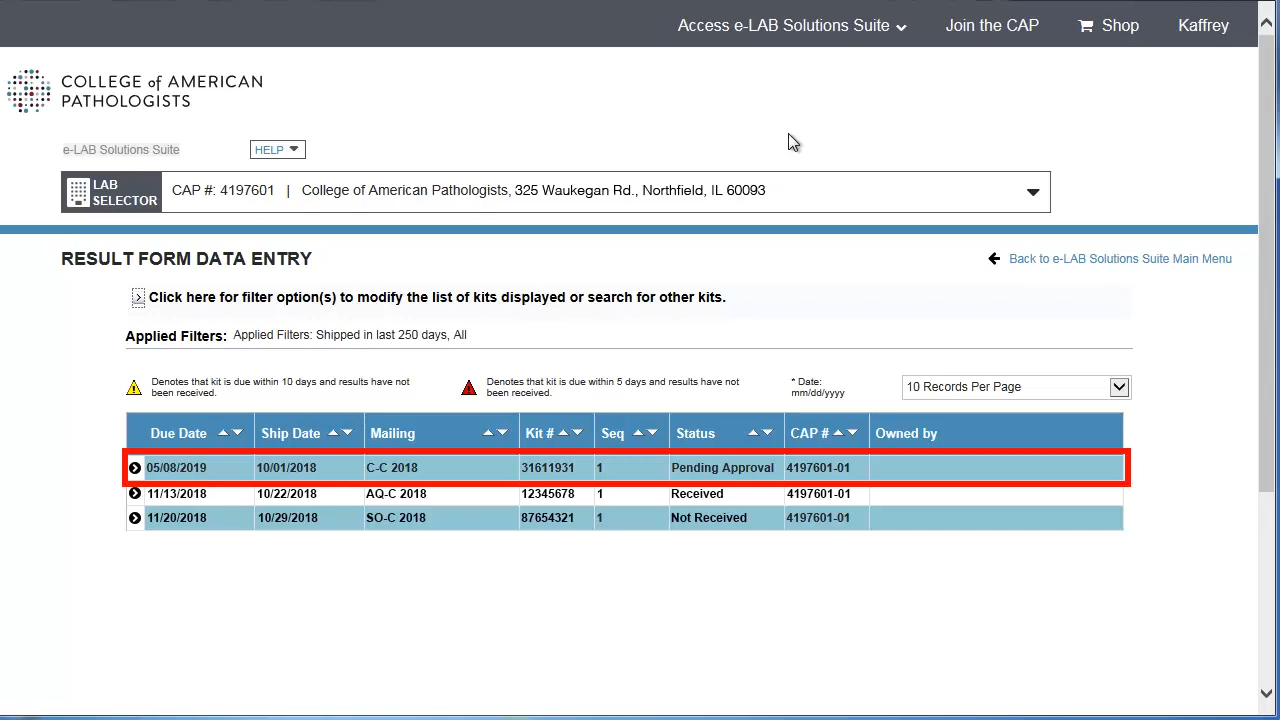 Access e-LAB Solutions Suite Join the CAP Shop Kaffrey
COLLEGE of AMERICAN
PATHOLOGISTS
e-LAB Solutions Suite HELP
LAB
SELECTOR
CAP #: 4197601 | College of American Pathologists, 325 Waukegan Rd., Northfield, IL 60093
RESULT FORM DATA ENTRY Back to e-LAB Solutions Suite Main Menu
Click here for filter option(s) to modify the list of kits displayed or search for other kits.
Applied Filters: Applied Filters: Shipped in last 250 days, All
Denotes that kit is due within 10 days and results have not
been received.
Denotes that kit is due within 5 days and results have not
been received.
* Date:
mm/dd/yyyy
10 Records Per Page
Due Date Ship Date Mailing Kit # Seq Status CAP # Owned by
05/08/2019 10/01/2018 C-C 2018 31611931 1 Pending Approval 4197601-01
11/13/2018 10/22/2018 AQ-C 2018 12345678 1 Received 4197601-01
11/20/2018 10/29/2018 SO-C 2018 87654321 1 Not Received 4197601-01